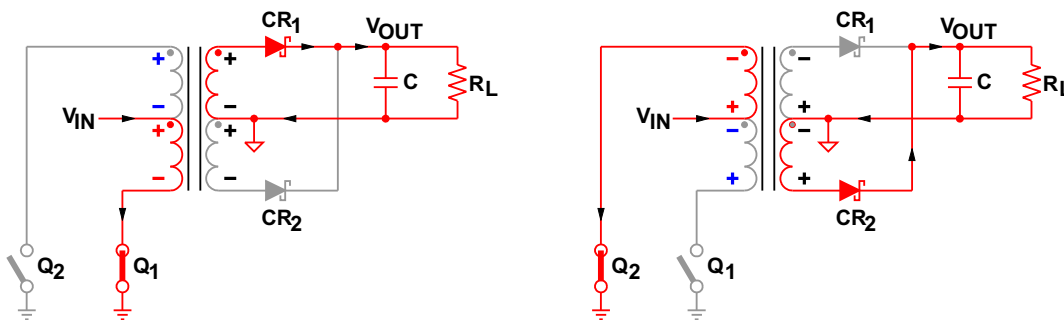 CR1
VOUT
+
+
C
RL
-
-
VIN
+
+
-
-
CR2
Q2
Q1
CR1
VOUT
-
-
C
RL
+
+
VIN
-
-
+
+
CR2
Q2
Q1